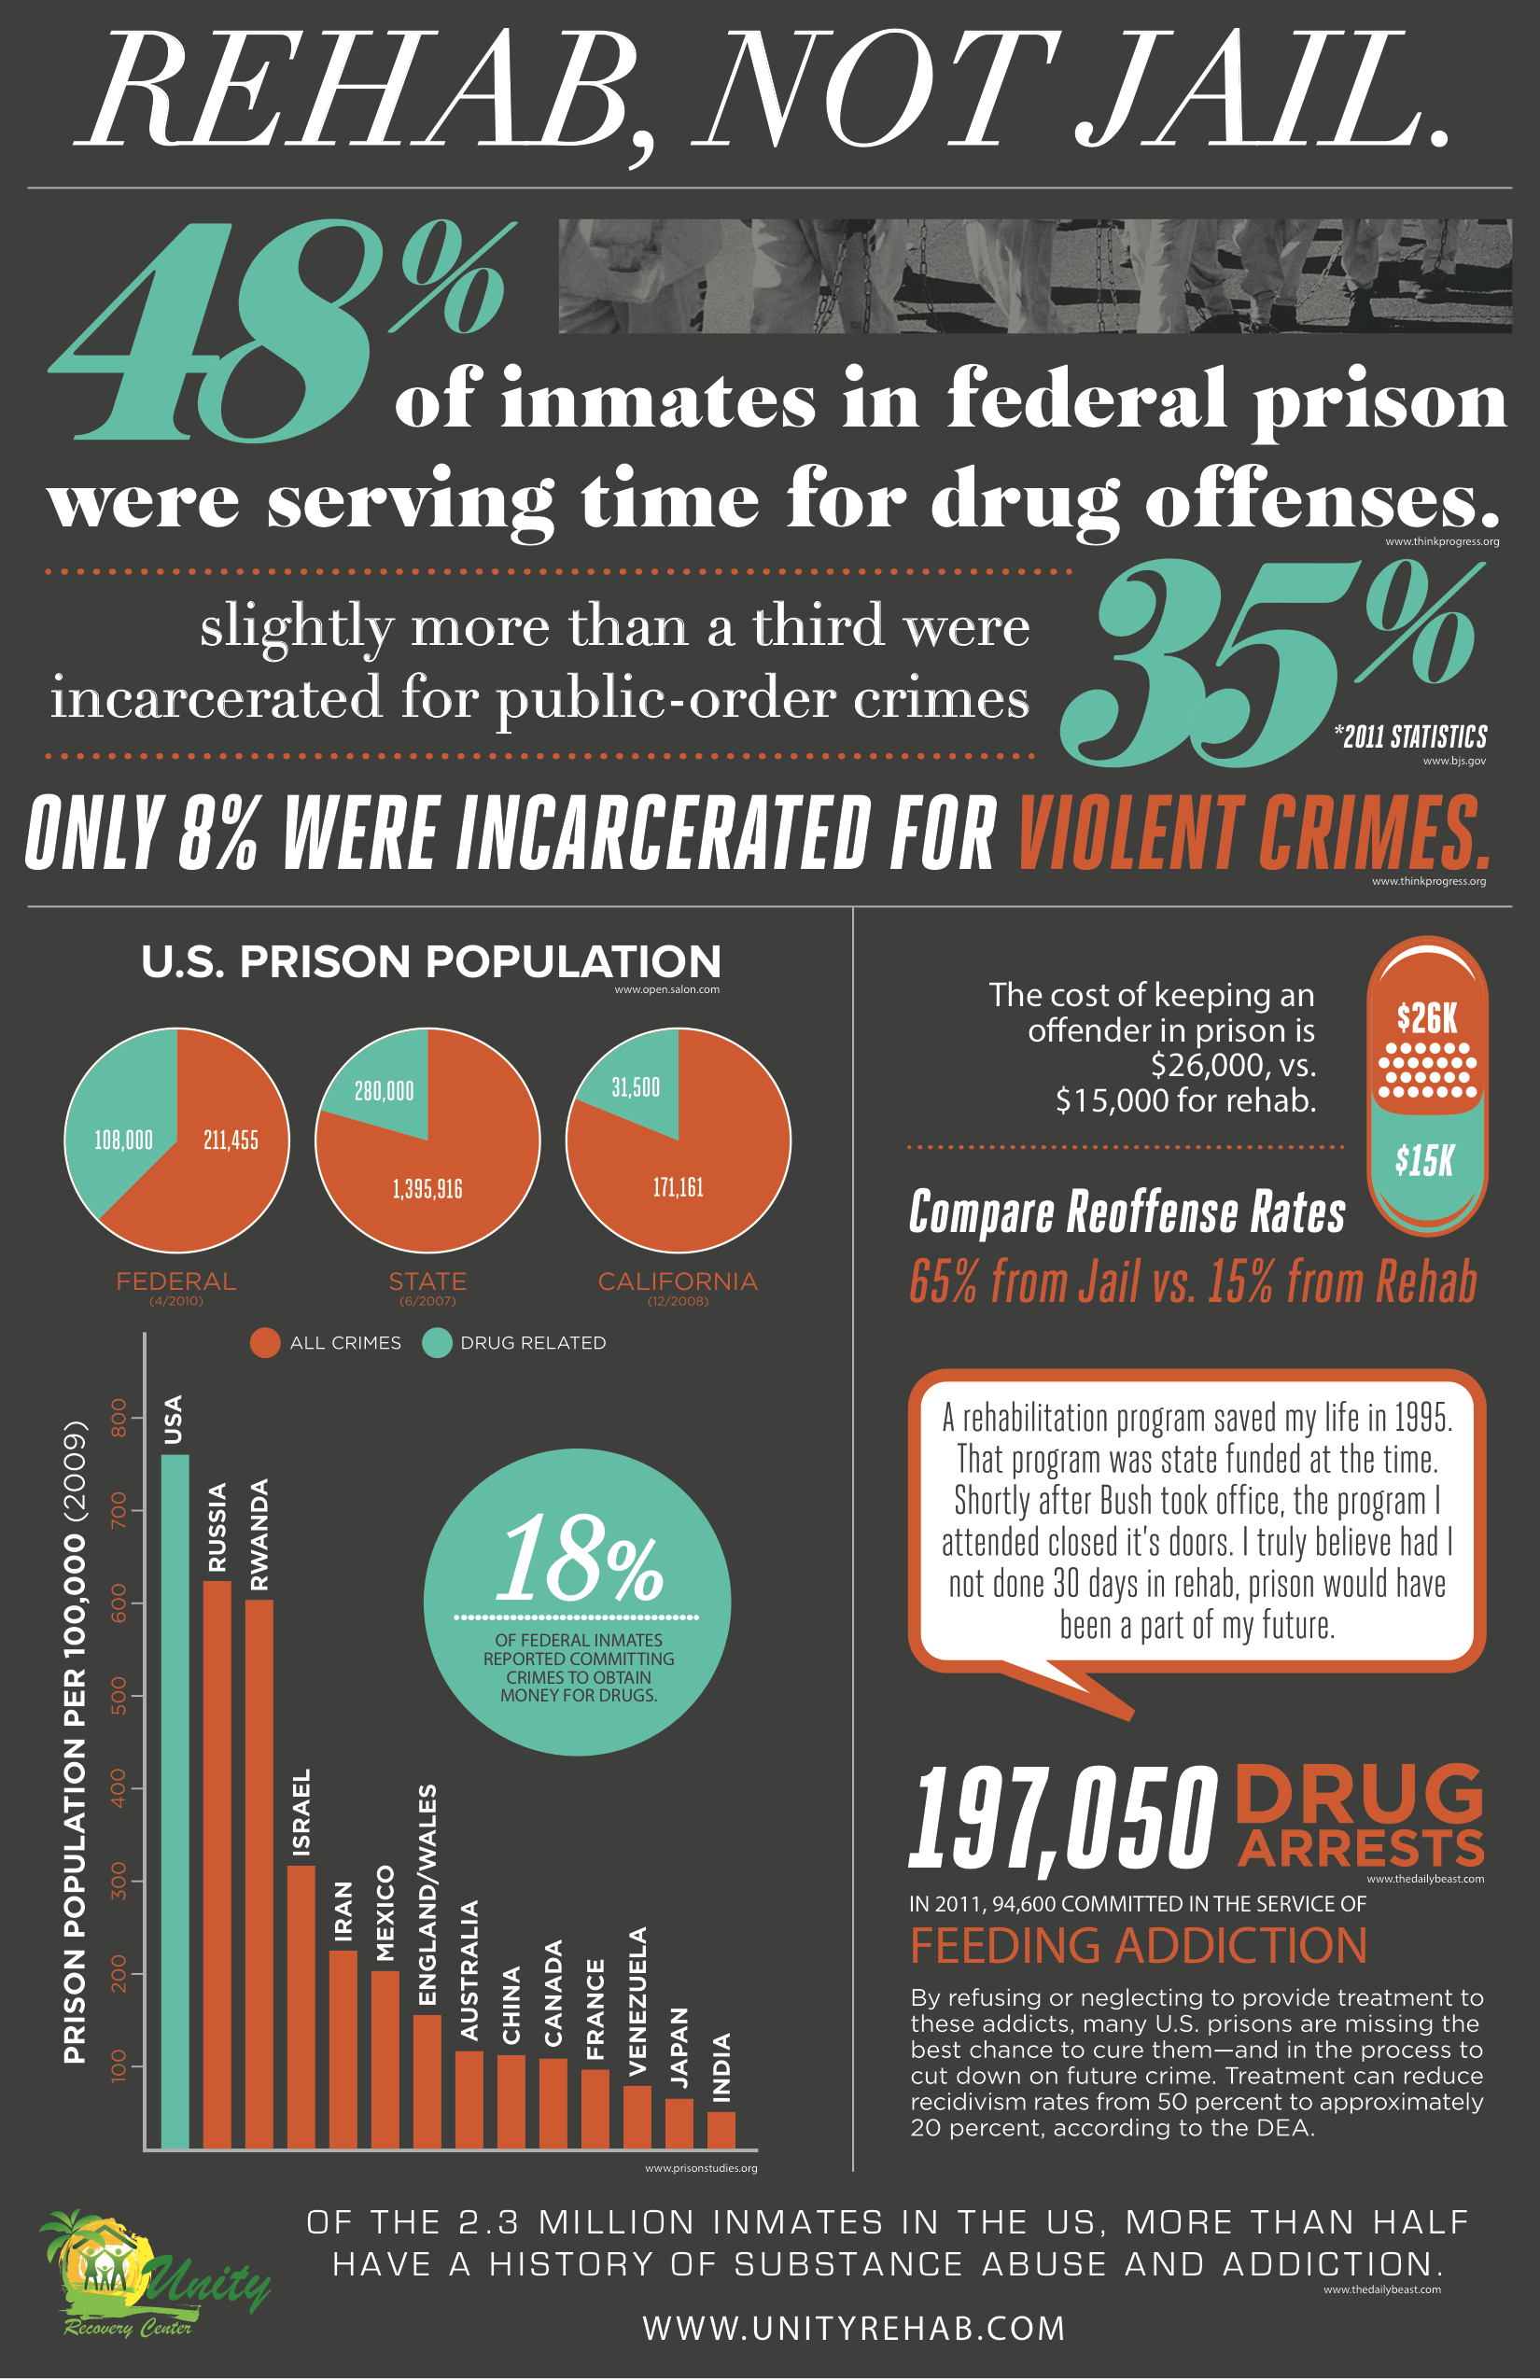 REHAB, NOT JAIL.
48%
of inmates in federal prison
were serving time for drug offenses.
www.thinkprogress.org
slightly more than a third were
incarcerated for public-order crimes
35%
*2011 STATISTICS
www.bjs.gov
ONLY 8% WERE INCARCERATED FOR VIOLENT CRIMES.
www.thinkprogress.org
U.S. PRISON POPULATION
www.open.salon.com
108,000
211,455
FEDERAL
(4/2010)
280,000
1,395,916
STATE
(6/2007)
31,500
171,161
CALIFORNIA
(12/2008)
ALL CRIMES
DRUG RELATED
PRISON POPULATION PER 100,000 (2009)
800
700
600
500
400
300
200
100
USA
RUSSIA
RWANDA
ISRAEL
IRAN
MEXICO
ENGLAND/WALES
AUSTRALIA
CHINA
CANADA
FRANCE
VENEZUELA
JAPAN
INDIA
18%
OF FEDERAL INMATES
REPORTED COMMITTING
CRIMES TO OBTAIN
MONEY FOR DRUGS.
www.prisonstudies.org
The cost of keeping an
offender in prison is
$26,000, vs.
$15,000 for rehab.
$26K
$15K
Compare Reoffense Rates
65% from Jail vs. 15% from Rehab
A rehabilitation program saved my life in 1995.
That program was state funded at the time.
Shortly after Bush took office, the program I
attended closed it's doors. I truly believe had I
not done 30 days in rehab, prison would have
been a part of my future.
197,050 DRUG
ARRESTS
www.thedailybeast.com
IN 2011, 94,600 COMMITTED IN THE SERVICE OF
FEEDING ADDICTION
By refusing or neglecting to provide treatment to
these addicts, many U.S. prisons are missing the
best chance to cure them—and in the process to
cut down on future crime. Treatment can reduce
recidivism rates from 50 percent to approximately
20 percent, according to the DEA.
Unity
Recovery Center
OF THE 2.3 MILLION INMATES IN THE US, MORE THAN HALF
HAVE A HISTORY OF SUBSTANCE ABUSE AND ADDICTION.
www.thedailybeast.com
WWW.UNITYREHAB.COM